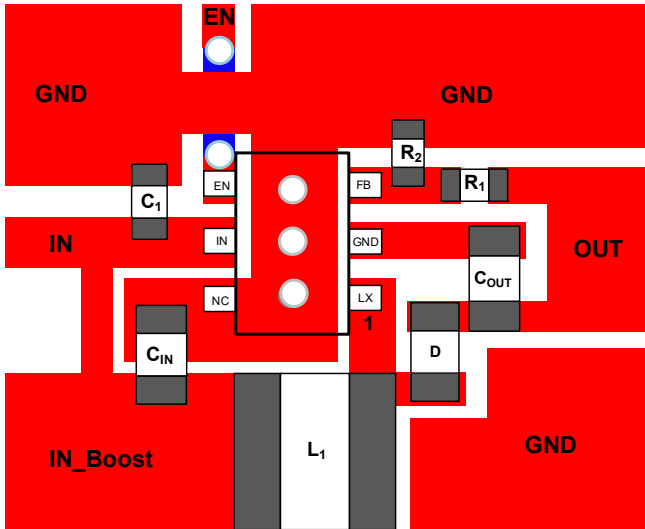 EN
GND
GND
R2
C1
EN
FB
R1
IN
IN
GND
OUT
COUT
NC
LX
1
CIN
D
L1
IN_Boost
GND